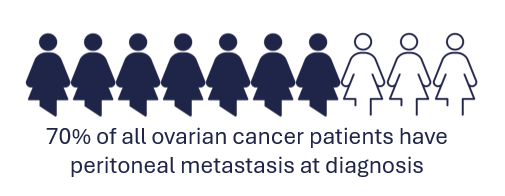 70% of all ovarian cancer patients have
peritoneal metastasis at diagnosis